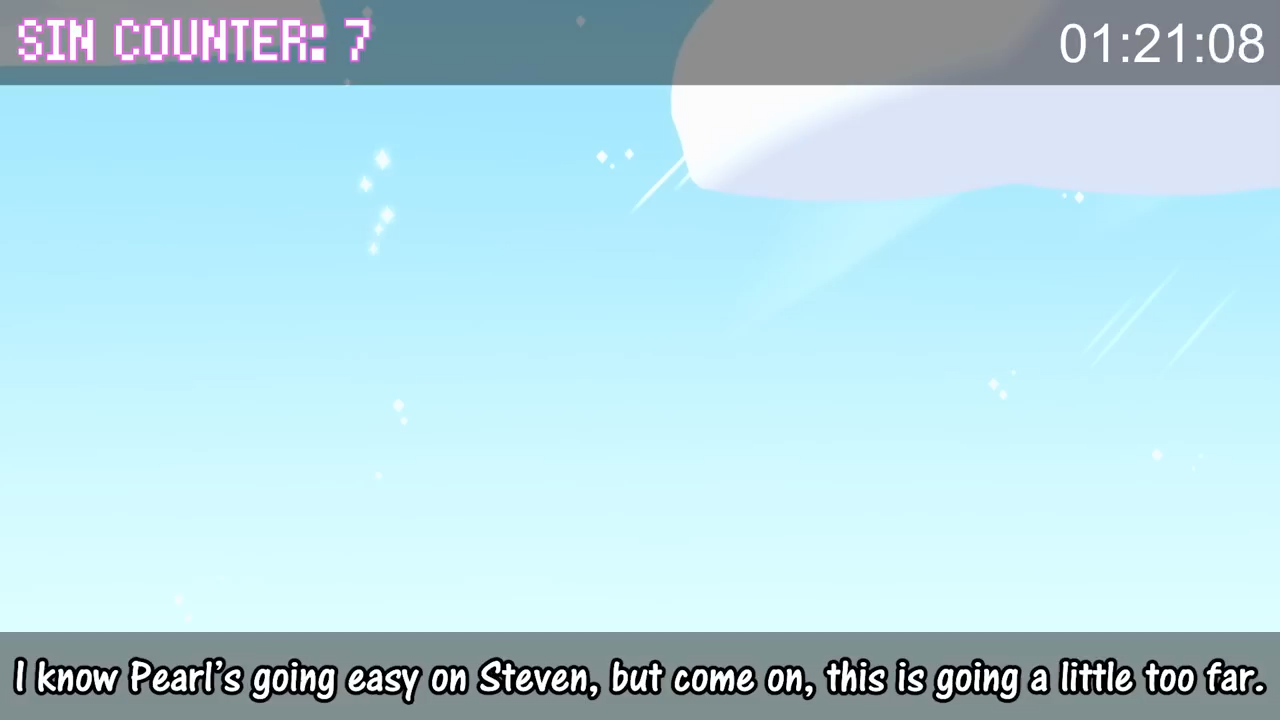 SIN COUNTER: 7
01:21:08
I know Pearl's going easy on Steven, but come on, this is going a little too far.